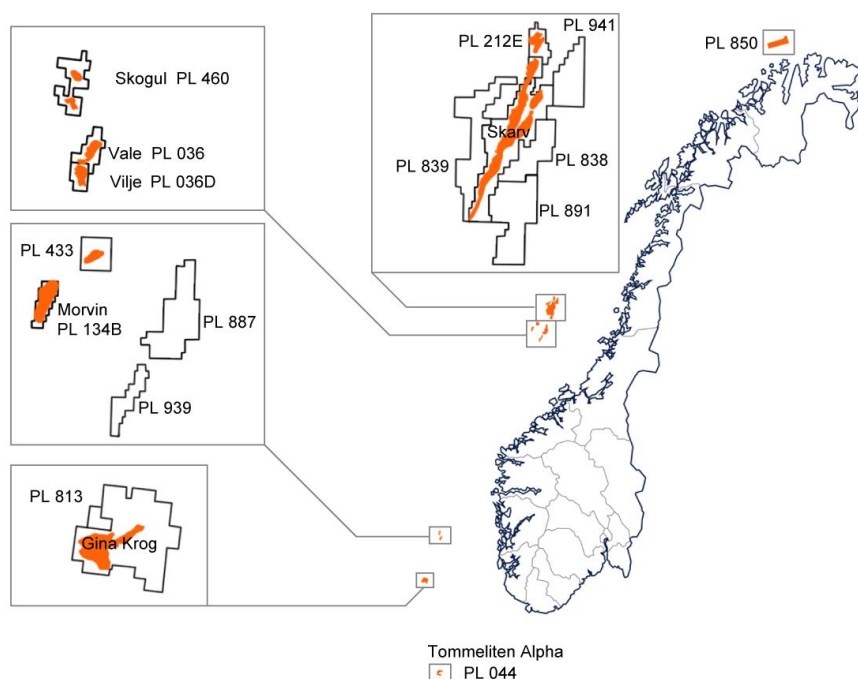 Skogul PL 460
Vale PL 036
Vilje PL 036D
PL 433
Morvin
PL 134B
PL 887
PL 939
PL 813
Gina Krog
PL 941
PL 212E
Skarv
PL 839
PL 838
PL 891
PL 850
Tommeliten Alpha
PL 044